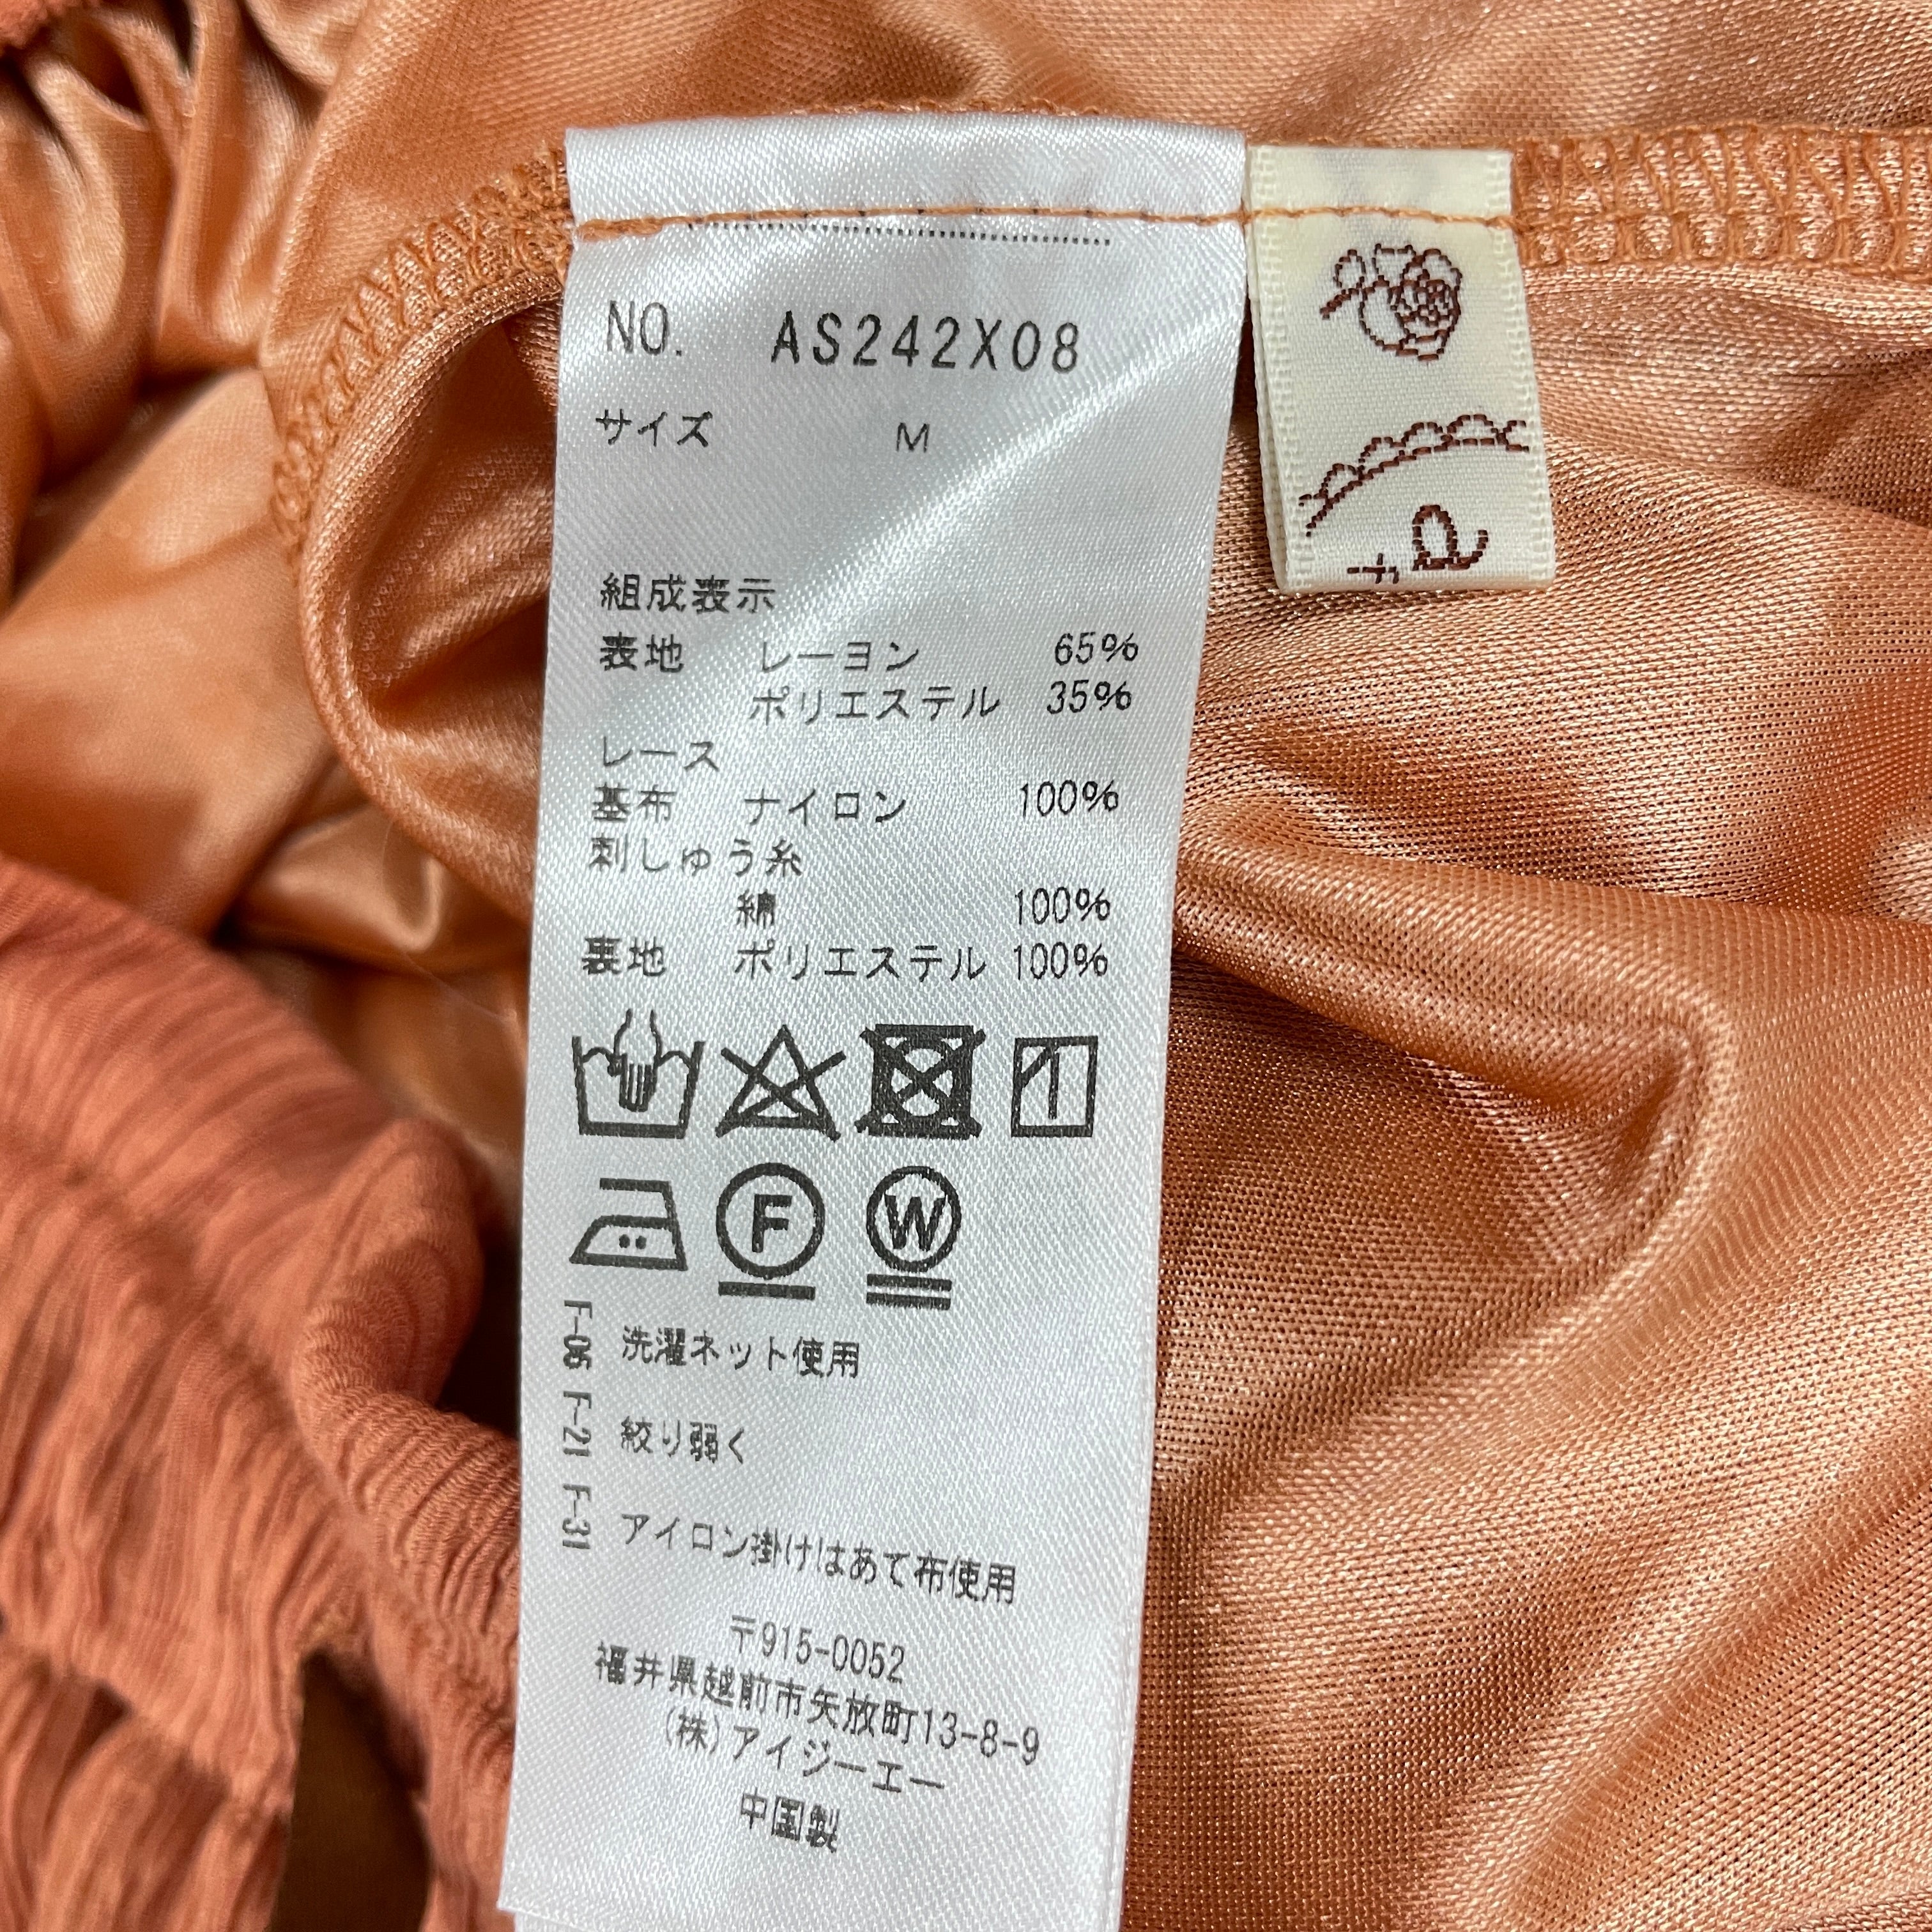 NO. AS242X08
サイズ M
組成表示
表地 レーヨン 65%
ポリエステル 35%
レース
基布 ナイロン 100%
刺しゅう糸
綿 100%
裏地 ポリエステル 100%
F
W
洗濯ネット使用
絞り弱く
アイロン掛けはあて布使用
F-06 F-21 F-31
〒915-0052
福井県越前市矢放町13-8-9
(株)アイジーエー
中国製